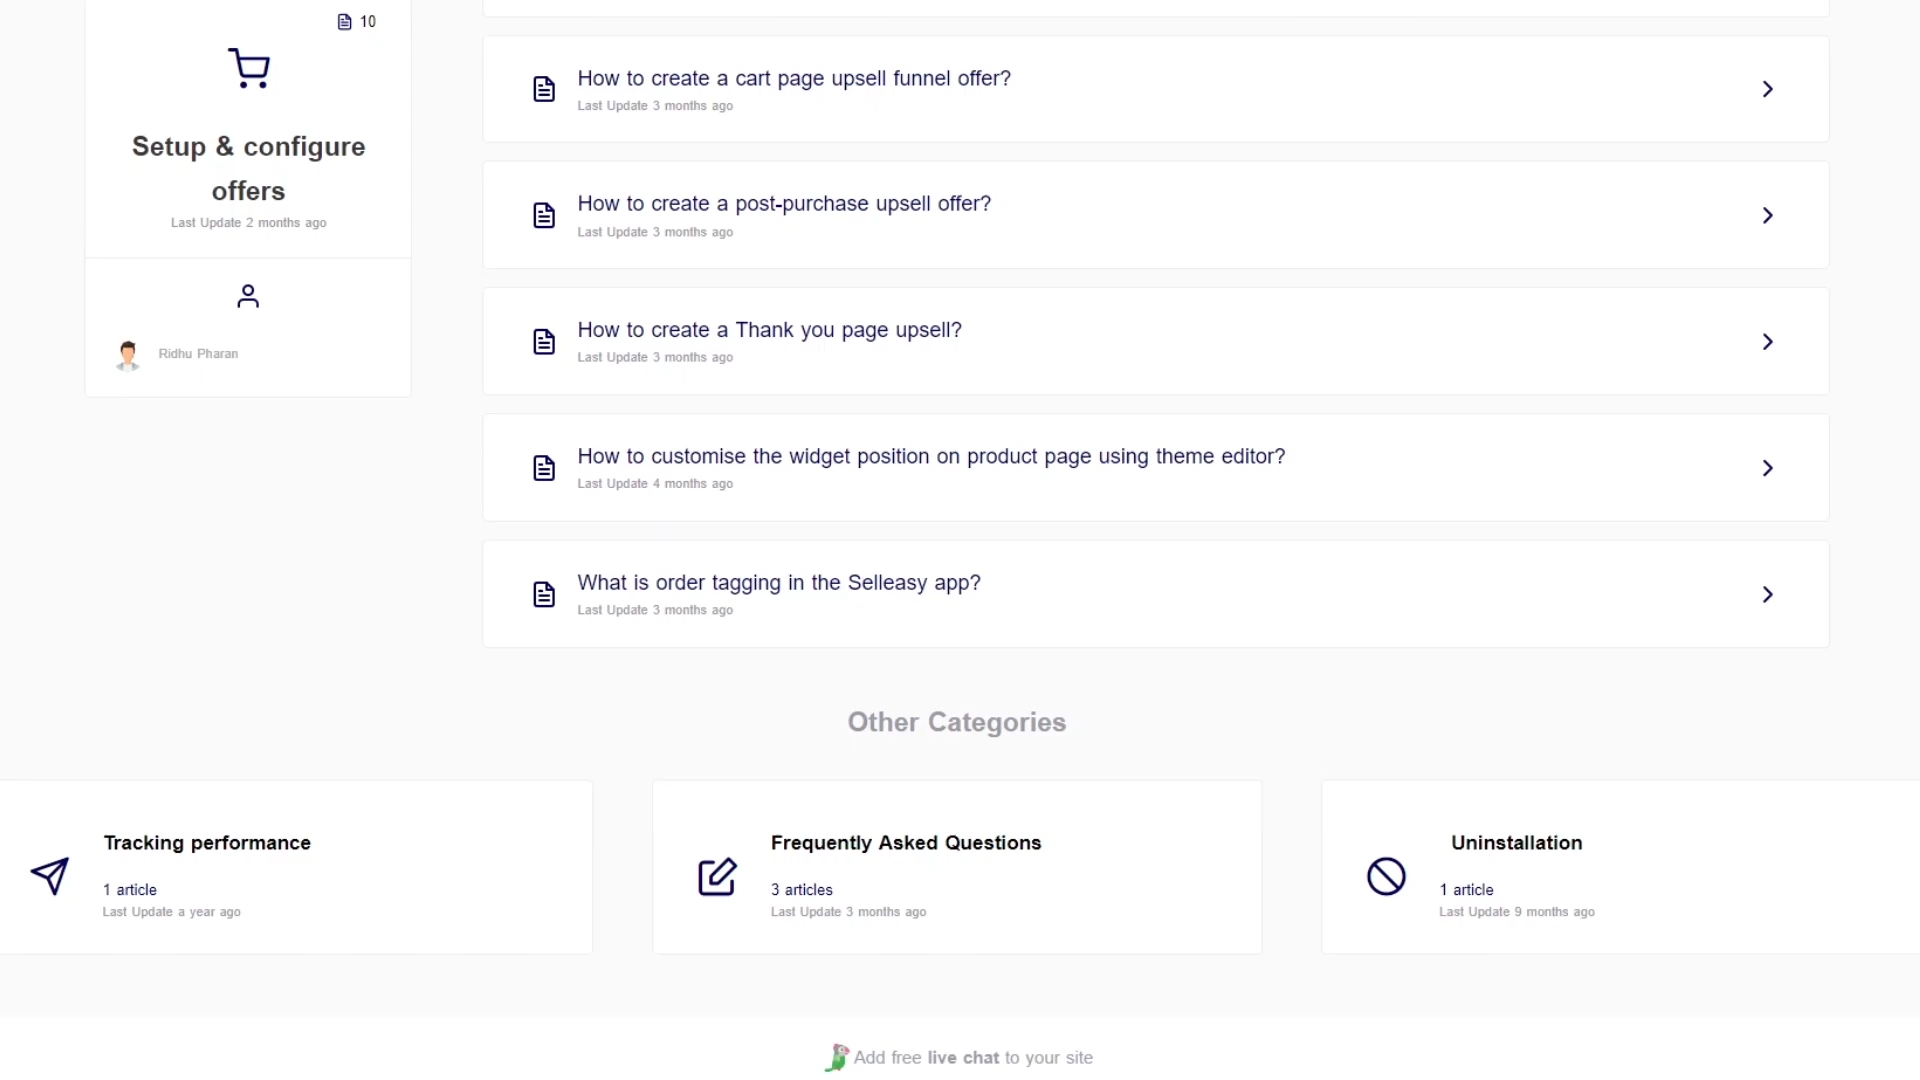 10
Setup & configure
offers
Last Update 2 months ago
Ridhu Pharan
How to create a cart page upsell funnel offer?
Last Update 3 months ago
How to create a post-purchase upsell offer?
Last Update 3 months ago
How to create a Thank you page upsell?
Last Update 3 months ago
How to customise the widget position on product page using theme editor?
Last Update 4 months ago
What is order tagging in the Selleasy app?
Last Update 3 months ago
Other Categories
Tracking performance
1 article
Last Update a year ago
Frequently Asked Questions
3 articles
Last Update 3 months ago
Uninstallation
1 article
Last Update 9 months ago
Add free live chat to your site